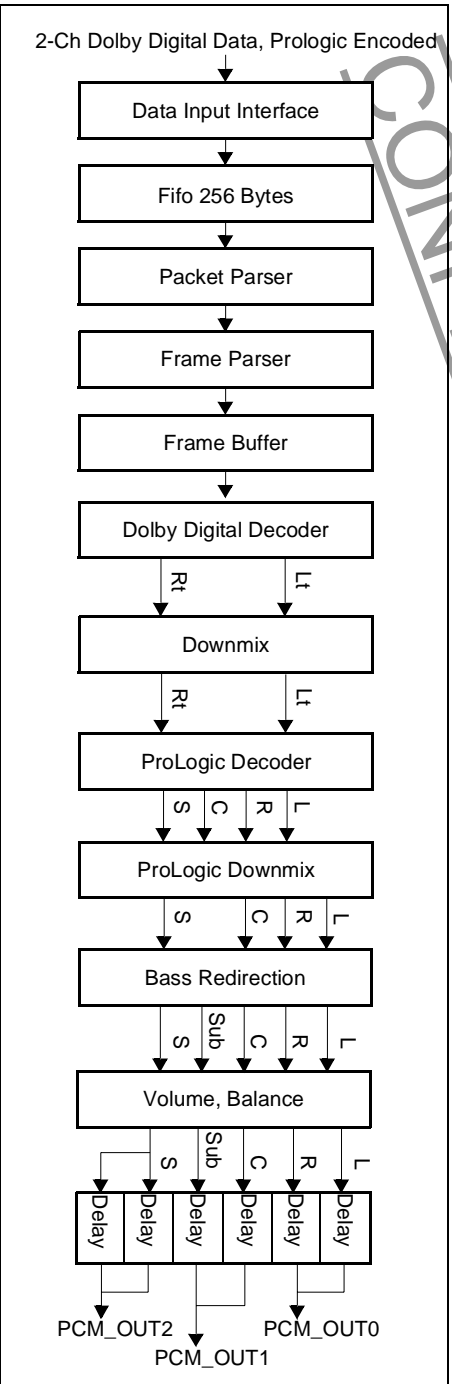 2-Ch Dolby Digital Data, Prologic Encoded
Data Input Interface
Fifo 256 Bytes
Packet Parser
Frame Parser
Frame Buffer
Dolby Digital Decoder
Rt Lt
Downmix
Rt Lt
ProLogic Decoder
S C R L
ProLogic Downmix
S C R L
Bass Redirection
S Sub C R L
Volume, Balance
S Sub C R L
Delay Delay Delay Delay Delay Delay
PCM_OUT2 PCM_OUT0
PCM_OUT1